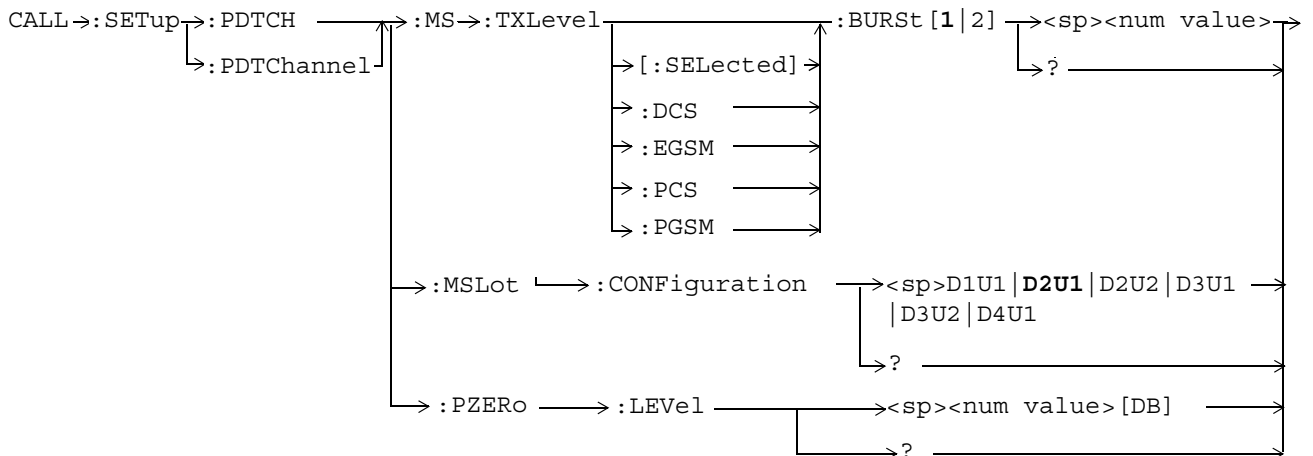 CALL :SETup :PDTCH :MS :TXLevel :BURSt[1|2] <sp><num value>
:PDTChannel [:SELected] ?
:DCS
:EGSM
:PCS
:PGSM
:MSLot :CONFiguration <sp>D1U1|D2U1|D2U2|D3U1
|D3U2|D4U1
?
:PZERo :LEVel <sp><num value>[DB]
?